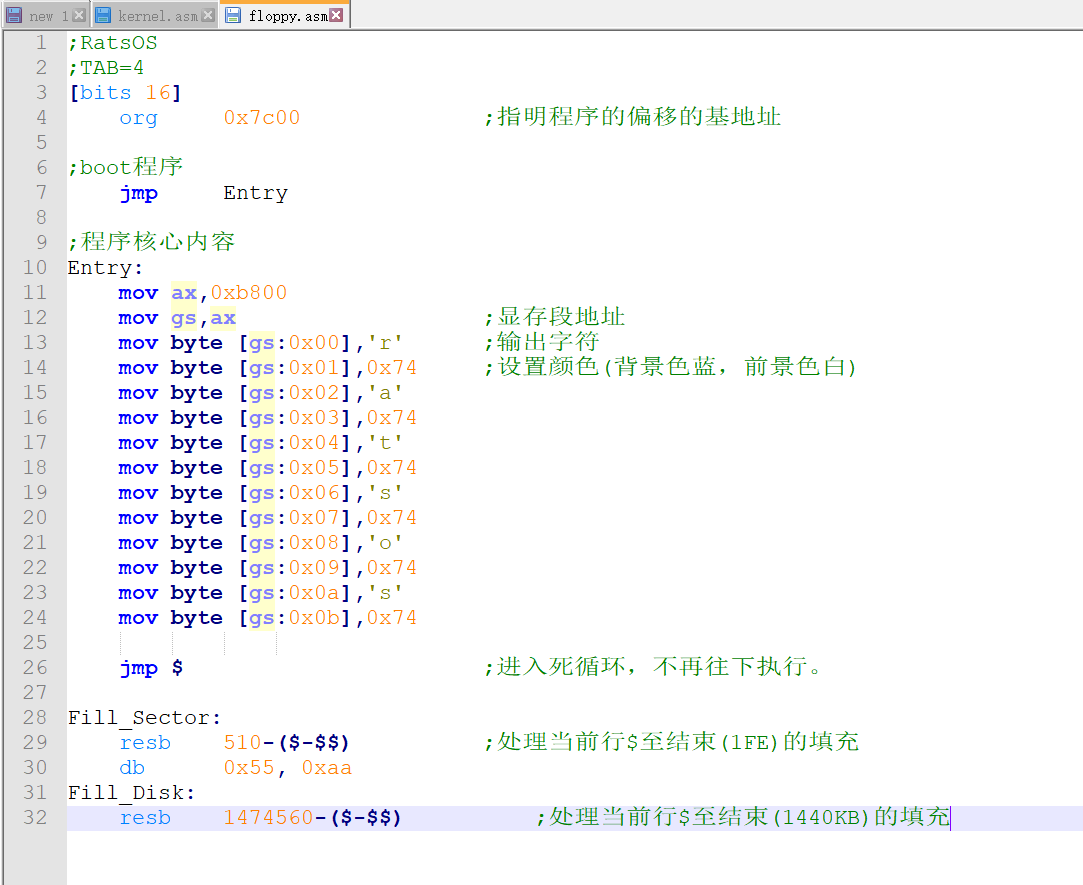 new 1 kernel.asm floppy.asm
1 ;RatsOS
2 ;TAB=4
3 [bits 16]
4 org 0x7c00 ;指明程序的偏移的基地址
5
6 ;boot程序
7 jmp Entry
8
9 ;程序核心内容
10 Entry:
11 mov ax,0xb800
12 mov gs,ax ;显存段地址
13 mov byte [gs:0x00],'r' ;输出字符
14 mov byte [gs:0x01],0x74 ;设置颜色(背景色蓝，前景色白)
15 mov byte [gs:0x02],'a'
16 mov byte [gs:0x03],0x74
17 mov byte [gs:0x04],'t'
18 mov byte [gs:0x05],0x74
19 mov byte [gs:0x06],'s'
20 mov byte [gs:0x07],0x74
21 mov byte [gs:0x08],'o'
22 mov byte [gs:0x09],0x74
23 mov byte [gs:0x0a],'s'
24 mov byte [gs:0x0b],0x74
25
26 jmp $ ;进入死循环，不再往下执行。
27
28 Fill_Sector:
29 resb 510-($-$$) ;处理当前行$至结束(1FE)的填充
30 db 0x55, 0xaa
31 Fill_Disk:
32 resb 1474560-($-$$) ;处理当前行$至结束(1440KB)的填充